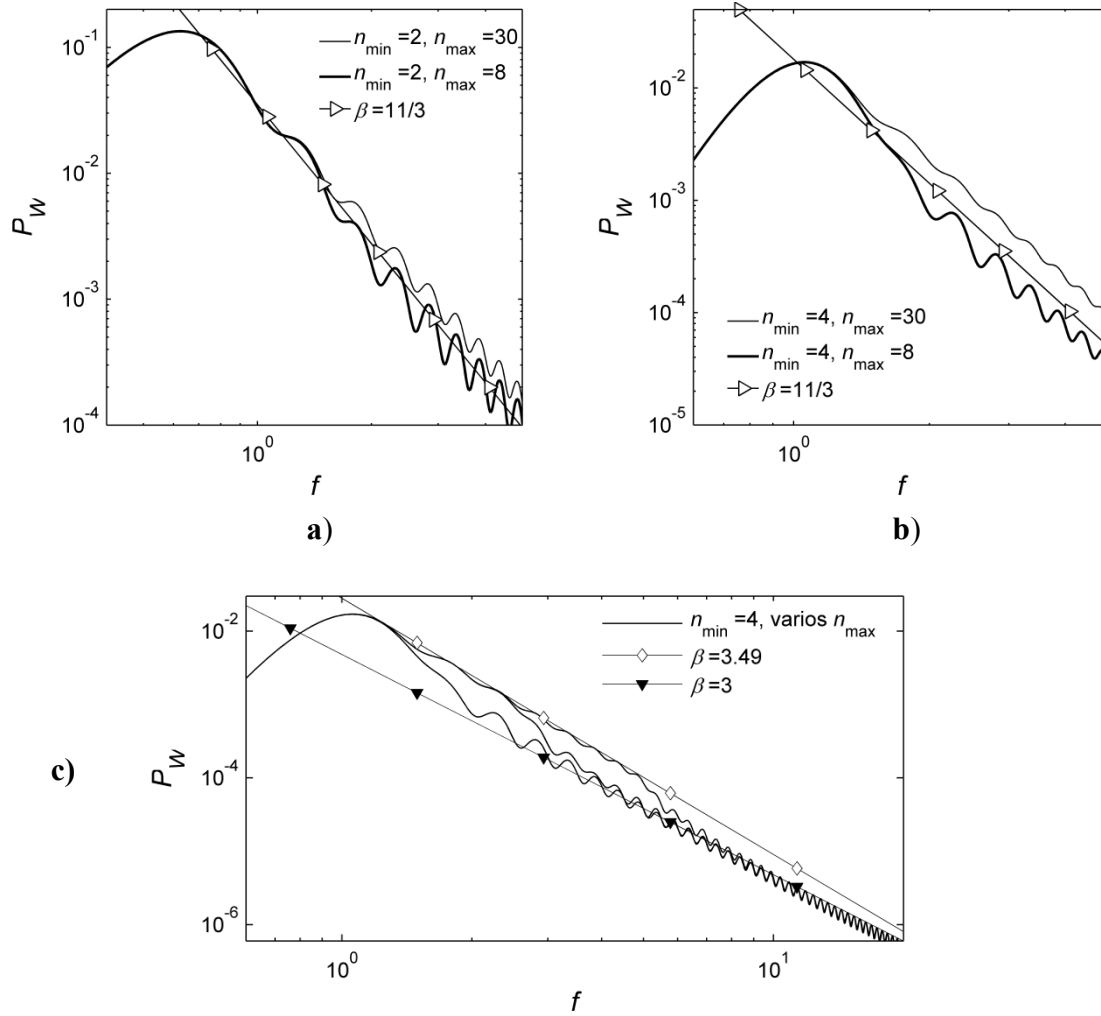 10^-1
10^-2
10^-3
10^-4
P_W
n_min =2, n_max =30
n_min =2, n_max =8
β =11/3
10^0
f
a)
10^-2
10^-3
10^-4
10^-5
P_W
n_min =4, n_max =30
n_min =4, n_max =8
β =11/3
10^0
f
b)
c)
10^-2
10^-4
10^-6
P_W
n_min =4, varios n_max
β =3.49
β =3
10^0
10^1
f